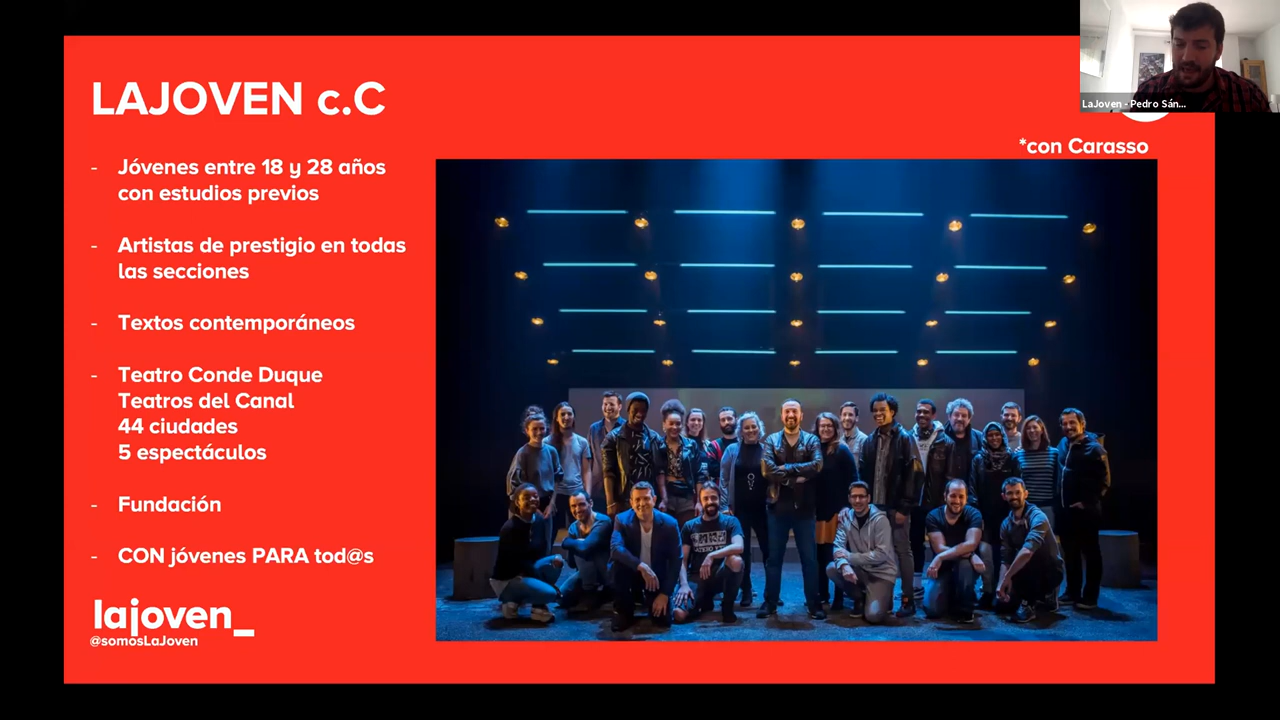 LaJoven - Pedro Sán...
LAJOVEN c.C
*con Carasso
- Jóvenes entre 18 y 28 años
con estudios previos
- Artistas de prestigio en todas
las secciones
- Textos contemporáneos
- Teatro Conde Duque
Teatros del Canal
44 ciudades
5 espectáculos
- Fundación
- CON jóvenes PARA tod@s
lajoven_
@somosLaJoven